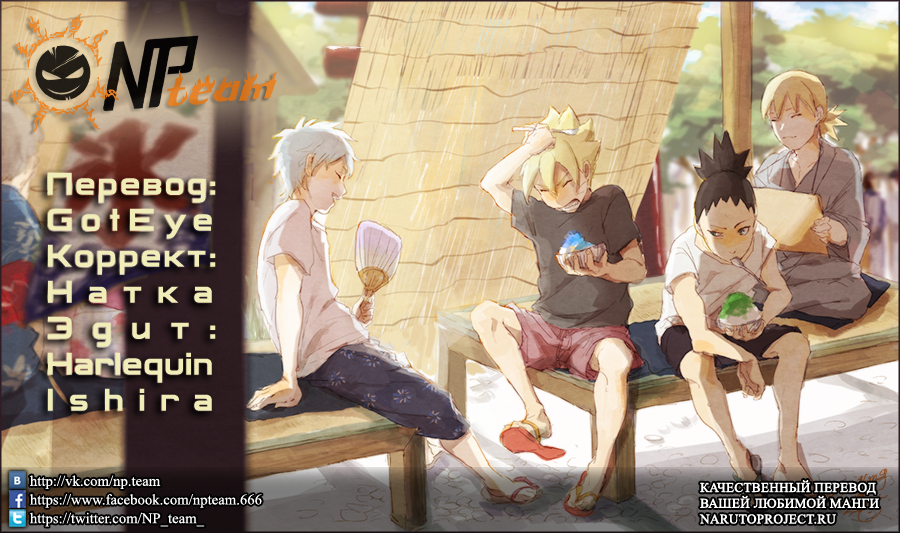 NP
team
Перевод:
GotEye
Коррект:
Натка
Эдит:
Harlequin
Ishira
http://vk.com/np.team
https://www.facebook.com/npteam.666
https://twitter.com/NP_team_
КАЧЕСТВЕННЫЙ ПЕРЕВОД
ВАШЕЙ ЛЮБИМОЙ МАНГИ
NARUTOPROJECT.RU